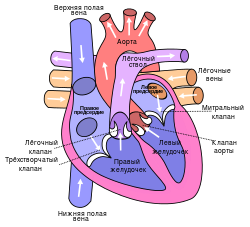 Верхняя полая
вена
Аорта
Лёгочный
ствол
Лёгочные
вены
Левое
предсердие
Правое
предсердие
Митральный
клапан
Клапан
аорты
Лёгочный
клапан
Трёхстворчатый
клапан
Левый
желудочек
Правый
желудочек
Нижняя полая
вена